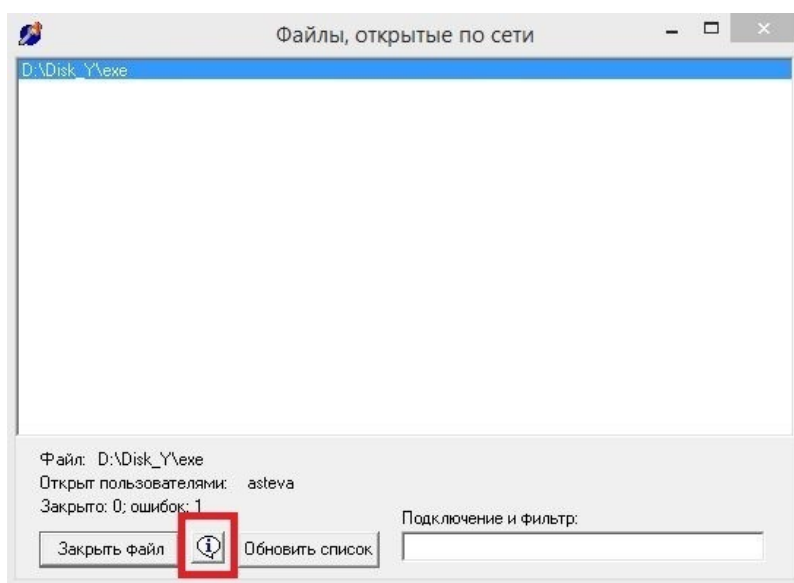 Файлы, открытые по сети
D:\Disk_Y\exe
Файл: D:\Disk_Y\exe
Открыт пользователями: asteva
Закрыто: 0; ошибок: 1
Подключение и фильтр:
Закрыть файл Обновить список